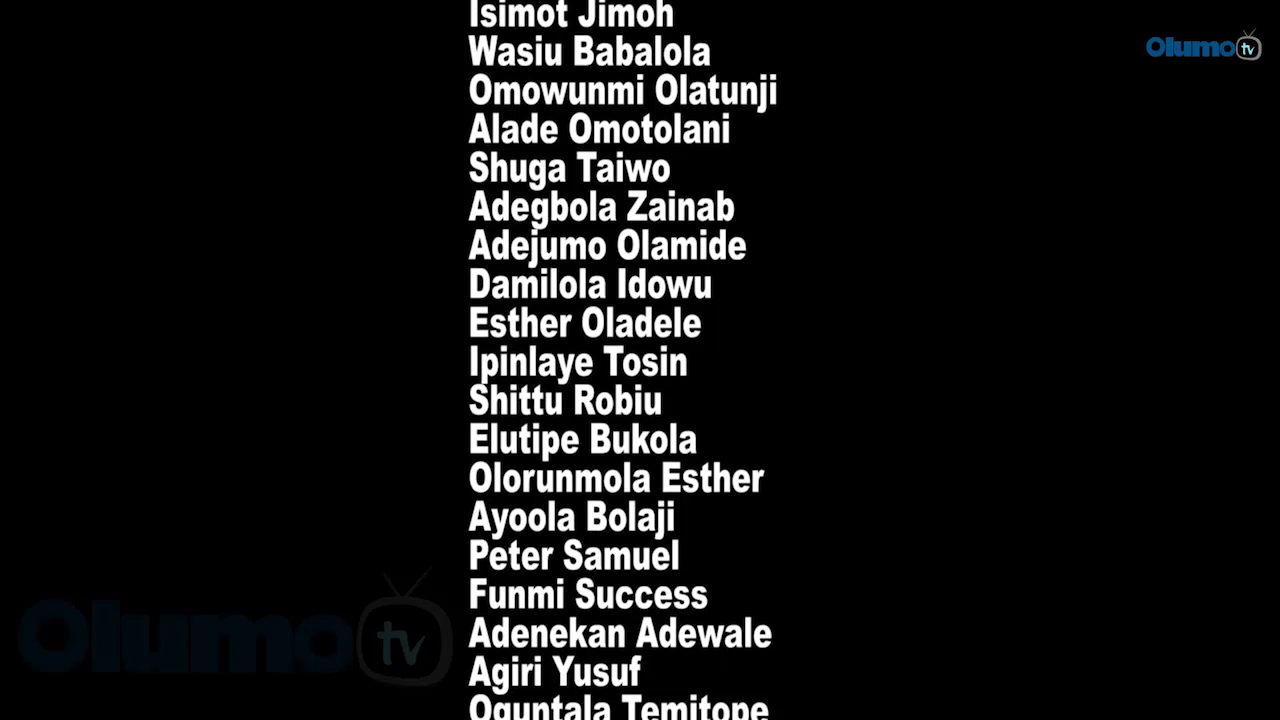 Isimot Jimoh
Olumo tv
Wasiu Babalola
Omowunmi Olatunji
Alade Omotolani
Shuga Taiwo
Adegbola Zainab
Adejumo Olamide
Damilola Idowu
Esther Oladele
Ipinlaye Tosin
Shittu Robiu
Elutipe Bukola
Olorunmola Esther
Ayoola Bolaji
Peter Samuel
Funmi Success
Adenekan Adewale
Olumo tv
Agiri Yusuf
Oguntala Temitope